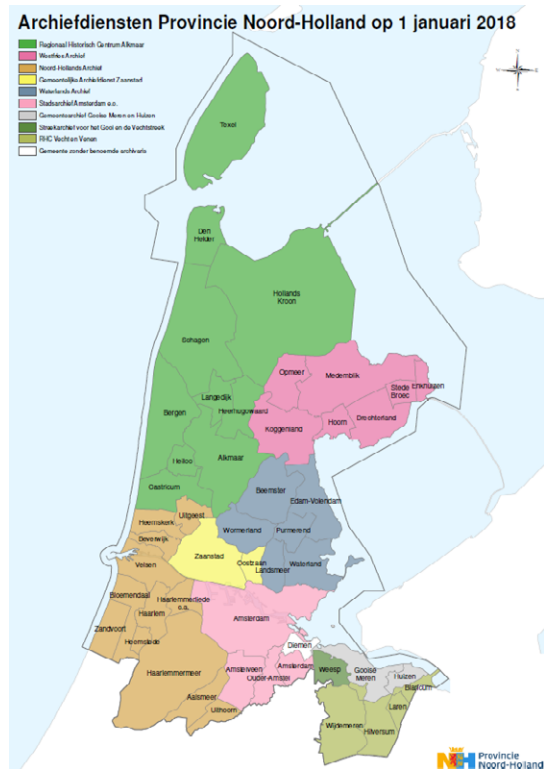 Archiefdiensten Provincie Noord-Holland op 1 januari 2018
Regionaal Historisch Centrum Alkmaar
Westfries Archief
Noord-Hollands Archief
Gemeentelijke Archiefdienst Zaanstad
Waterlands Archief
Stadsarchief Amsterdam e.o.
Gemeentearchief Gooise Meren en Huizen
Streekarchief voor het Gooi en de Vechtstreek
RHC Vecht en Venen
Gemeente zonder benoemde archivaris
Texel
Den
Helder
Hollands
Kroon
Schagen
Opmeer
Medemblik
Enkhuizen
Stede
Broec
Langedijk
Bergen
Heerhugowaard
Hoorn
Drechterland
Koggenland
Heiloo
Alkmaar
Castricum
Beemster
Edam-Volendam
Uitgeest
Heemskerk
Wormerland
Purmerend
Beverwijk
Zaanstad
Oostzaan
Landsmeer
Waterland
Velsen
Bloemendaal
Haarlemmerliede
e.o.
Haarlem
Amsterdam
Zandvoort
Heemstede
Diemen
Haarlemmermeer
Amstelveen
Amsterdam
Ouder-Amstel
Weesp
Gooise
Meren
Huizen
Blaricum
Aalsmeer
Laren
Uithoorn
Wijdemeren
Hilversum
Provincie
Noord-Holland